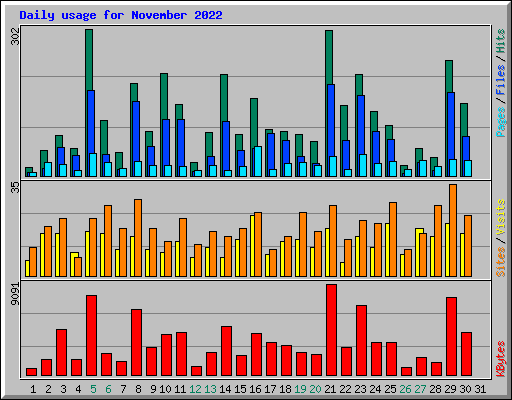 Daily usage for November 2022
302
Pages / Files / Hits
35
Sites / Visits
9091
KBytes
1 2 3 4 5 6 7 8 9 10 11 12 13 14 15 16 17 18 19 20 21 22 23 24 25 26 27 28 29 30 31